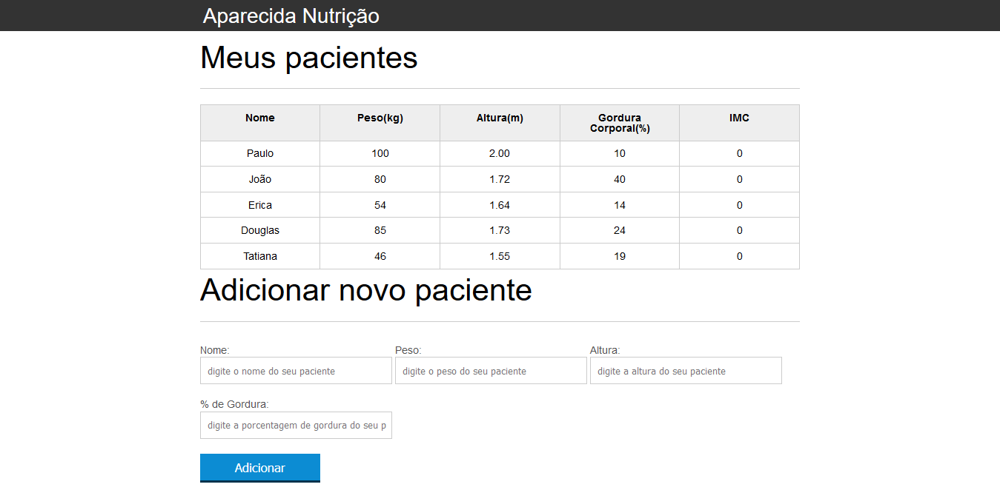 Aparecida Nutrição
Meus pacientes
Nome Peso(kg) Altura(m) Gordura Corporal(%) IMC
Paulo 100 2.00 10 0
João 80 1.72 40 0
Erica 54 1.64 14 0
Douglas 85 1.73 24 0
Tatiana 46 1.55 19 0
Adicionar novo paciente
Nome: Peso: Altura:
digite o nome do seu paciente digite o peso do seu paciente digite a altura do seu paciente
% de Gordura:
digite a porcentagem de gordura do seu p
Adicionar